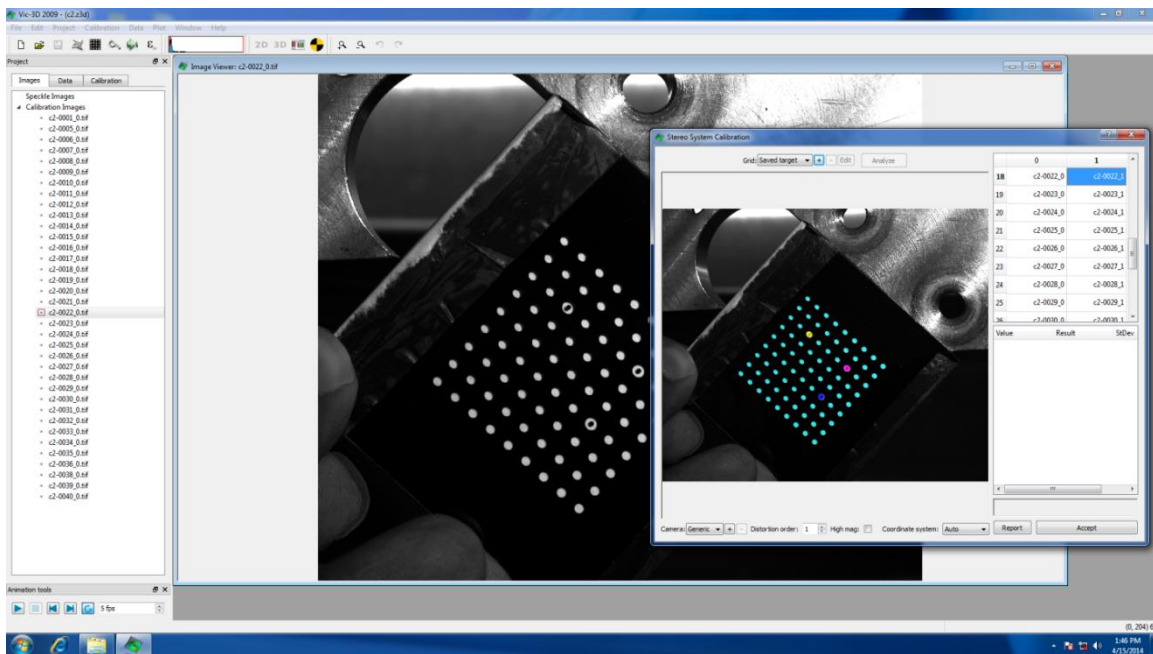 Vic-3D 2009 - (c2.z3d)
File Edit Project Calibration Data Plot Window Help
2D 3D
Project
Images Data Calibration
Speckle Images
Calibration Images
c2-0001_0.tif
c2-0005_0.tif
c2-0006_0.tif
c2-0007_0.tif
c2-0008_0.tif
c2-0009_0.tif
c2-0010_0.tif
c2-0011_0.tif
c2-0012_0.tif
c2-0013_0.tif
c2-0014_0.tif
c2-0015_0.tif
c2-0016_0.tif
c2-0017_0.tif
c2-0018_0.tif
c2-0019_0.tif
c2-0020_0.tif
c2-0021_0.tif
c2-0022_0.tif
c2-0023_0.tif
c2-0024_0.tif
c2-0025_0.tif
c2-0026_0.tif
c2-0027_0.tif
c2-0028_0.tif
c2-0029_0.tif
c2-0030_0.tif
c2-0031_0.tif
c2-0032_0.tif
c2-0033_0.tif
c2-0034_0.tif
c2-0035_0.tif
c2-0036_0.tif
c2-0038_0.tif
c2-0039_0.tif
c2-0040_0.tif
Animation tools
5 fps
Image Viewer: c2-0022_0.tif
Stereo System Calibration
Grid: Saved target + - Edit Analyze
0 1
18 c2-0022_0 c2-0022_1
19 c2-0023_0 c2-0023_1
20 c2-0024_0 c2-0024_1
21 c2-0025_0 c2-0025_1
22 c2-0026_0 c2-0026_1
23 c2-0027_0 c2-0027_1
24 c2-0028_0 c2-0028_1
25 c2-0029_0 c2-0029_1
26 c2-0030_0 c2-0030_1
Value Result StDev
Camera: Generic + - Distortion order: 1 High mag: Coordinate system: Auto Report Accept
(0, 204) 6
1:46 PM
4/15/2014